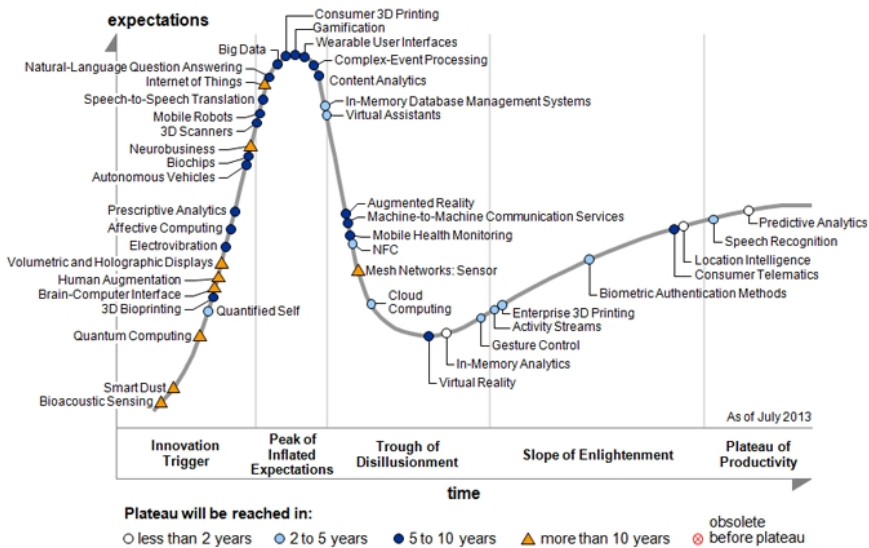 expectations
Consumer 3D Printing
Gamification
Wearable User Interfaces
Big Data
Complex-Event Processing
Natural-Language Question Answering
Content Analytics
Internet of Things
Speech-to-Speech Translation
In-Memory Database Management Systems
Mobile Robots
Virtual Assistants
3D Scanners
Neurobusiness
Biochips
Autonomous Vehicles
Augmented Reality
Prescriptive Analytics
Machine-to-Machine Communication Services
Affective Computing
Mobile Health Monitoring
Electrovibration
NFC
Volumetric and Holographic Displays
Mesh Networks: Sensor
Human Augmentation
Brain-Computer Interface
3D Bioprinting
Quantified Self
Cloud
Computing
Quantum Computing
Smart Dust
Bioacoustic Sensing
Predictive Analytics
Speech Recognition
Location Intelligence
Consumer Telematics
Biometric Authentication Methods
Enterprise 3D Printing
Activity Streams
Gesture Control
In-Memory Analytics
Virtual Reality
As of July 2013
Innovation
Trigger
Peak of
Inflated
Expectations
Trough of
Disillusionment
Slope of Enlightenment
Plateau of
Productivity
time
Plateau will be reached in:
less than 2 years
2 to 5 years
5 to 10 years
more than 10 years
obsolete
before plateau